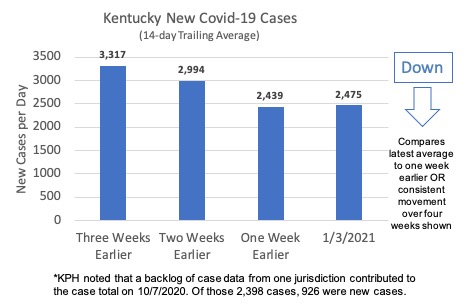 Kentucky New Covid-19 Cases
(14-day Trailing Average)
New Cases per Day
3500
3000
2500
2000
1500
1000
500
0
3,317
2,994
2,439
2,475
Three Weeks
Earlier
Two Weeks
Earlier
One Week
Earlier
1/3/2021
Down
Compares
latest average
to one week
earlier OR
consistent
movement
over four
weeks shown
*KPH noted that a backlog of case data from one jurisdiction contributed to
the case total on 10/7/2020. Of those 2,398 cases, 926 were new cases.